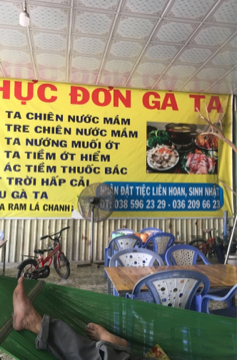 HỰC ĐƠN GÀ TA
TA CHIÊN NƯỚC MẮM
TRE CHIÊN NƯỚC MẮM
TA NƯỚNG MUỐI ỚT
TA TIỀM ỚT HIỂM
ÁC TIỀM THUỐC BẮC
T TRỜI HẤP CẢI
U GÀ TA
A RAM LÁ CHANH
ĐẶT TIỆC LIÊN HOAN, SINH NHẬT
038 596 23 29 - 036 209 66 23